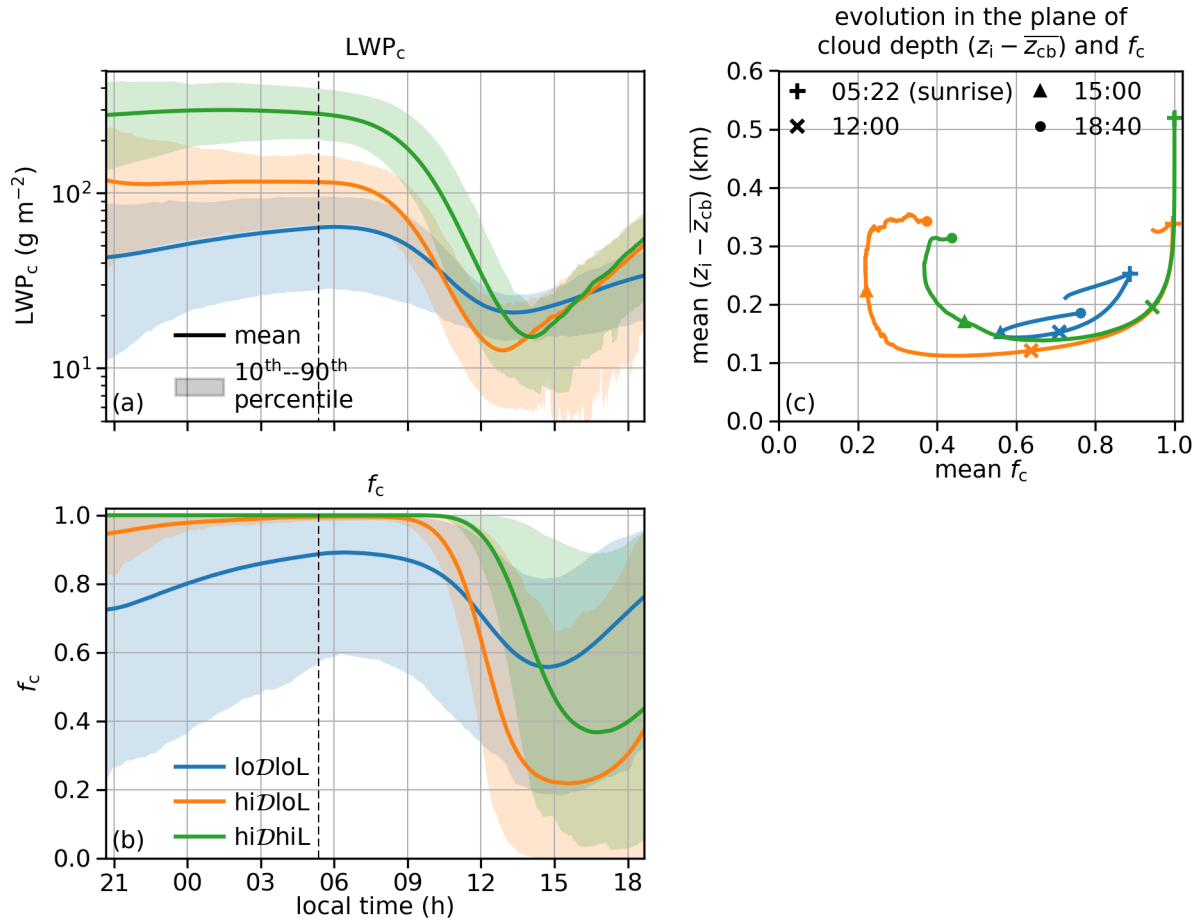 LWPc
LWPc (g m−2)
10²
10¹
mean
10th--90th
percentile
(a)
evolution in the plane of
cloud depth (zi − zcb) and fc
0.6
0.5
0.4
0.3
0.2
0.1
0.0
mean (zi − zcb) (km)
05:22 (sunrise)
15:00
12:00
18:40
(c)
0.0 0.2 0.4 0.6 0.8 1.0
mean fc
fc
1.0
0.8
0.6
0.4
0.2
0.0
fc
lo𝒟loL
hi𝒟loL
hi𝒟hiL
(b)
21 00 03 06 09 12 15 18
local time (h)